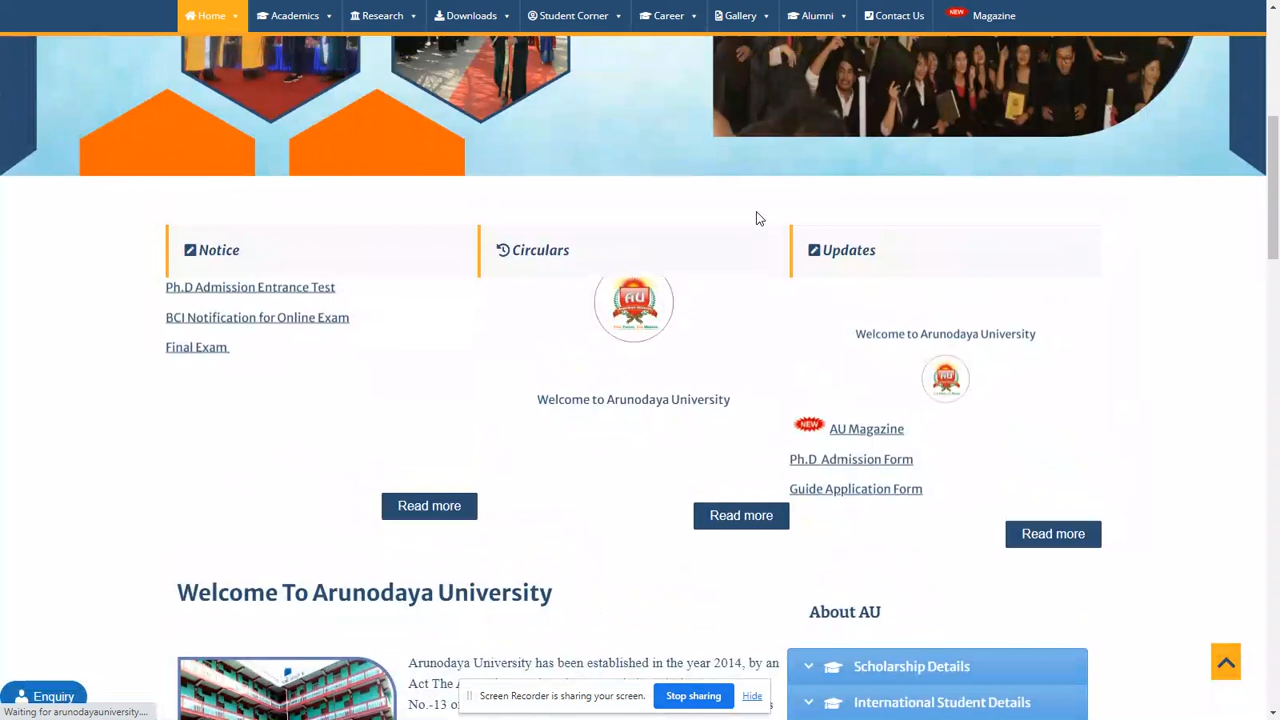 Home Academics Research Downloads Student Corner Career Gallery Alumni Contact Us NEW Magazine
Notice
Ph.D Admission Entrance Test
BCI Notification for Online Exam
Final Exam
Read more
Circulars
AU
Welcome to Arunodaya University
Read more
Updates
Welcome to Arunodaya University
AU
NEW AU Magazine
Ph.D Admission Form
Guide Application Form
Read more
Welcome To Arunodaya University
Arunodaya University has been established in the year 2014, by an
Act The A
No.-13 o
About AU
Scholarship Details
International Student Details
Enquiry
Waiting for arunodayauniversity....
Screen Recorder is sharing your screen. Stop sharing Hide